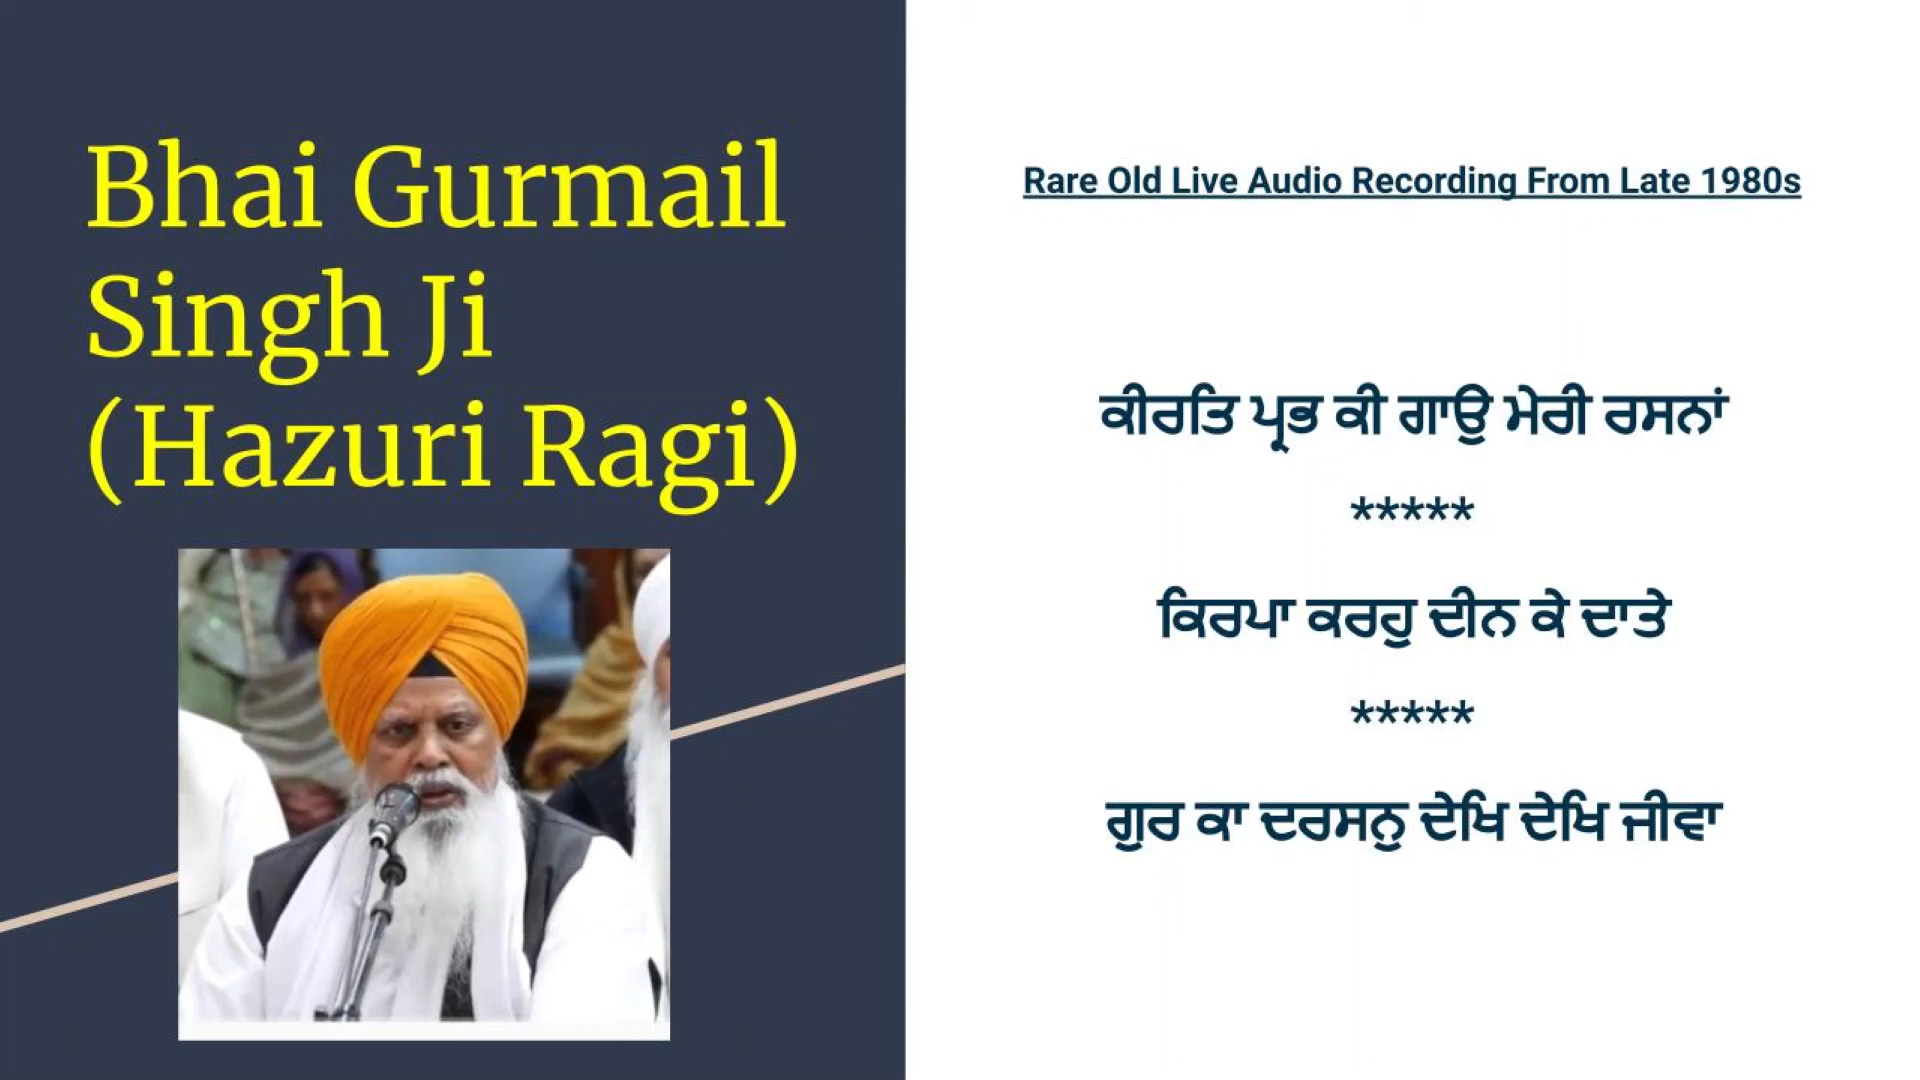 Bhai Gurmail
Singh Ji
(Hazuri Ragi)
Rare Old Live Audio Recording From Late 1980s
ਕੀਰਤਿ ਪ੍ਰਭ ਕੀ ਗਾਉ ਮੇਰੀ ਰਸਨਾਂ
*****
ਕਿਰਪਾ ਕਰਹੁ ਦੀਨ ਕੇ ਦਾਤੇ
*****
ਗੁਰ ਕਾ ਦਰਸਨੁ ਦੇਖਿ ਦੇਖਿ ਜੀਵਾ